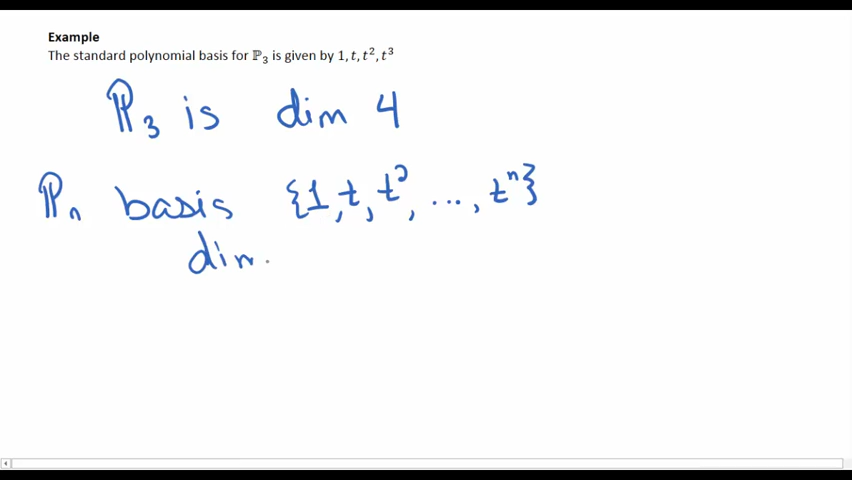 Example
The standard polynomial basis for ℙ₃ is given by 1, t, t², t³
ℙ₃ is dim 4
ℙₙ basis {1, t, t², ..., tⁿ}
dim